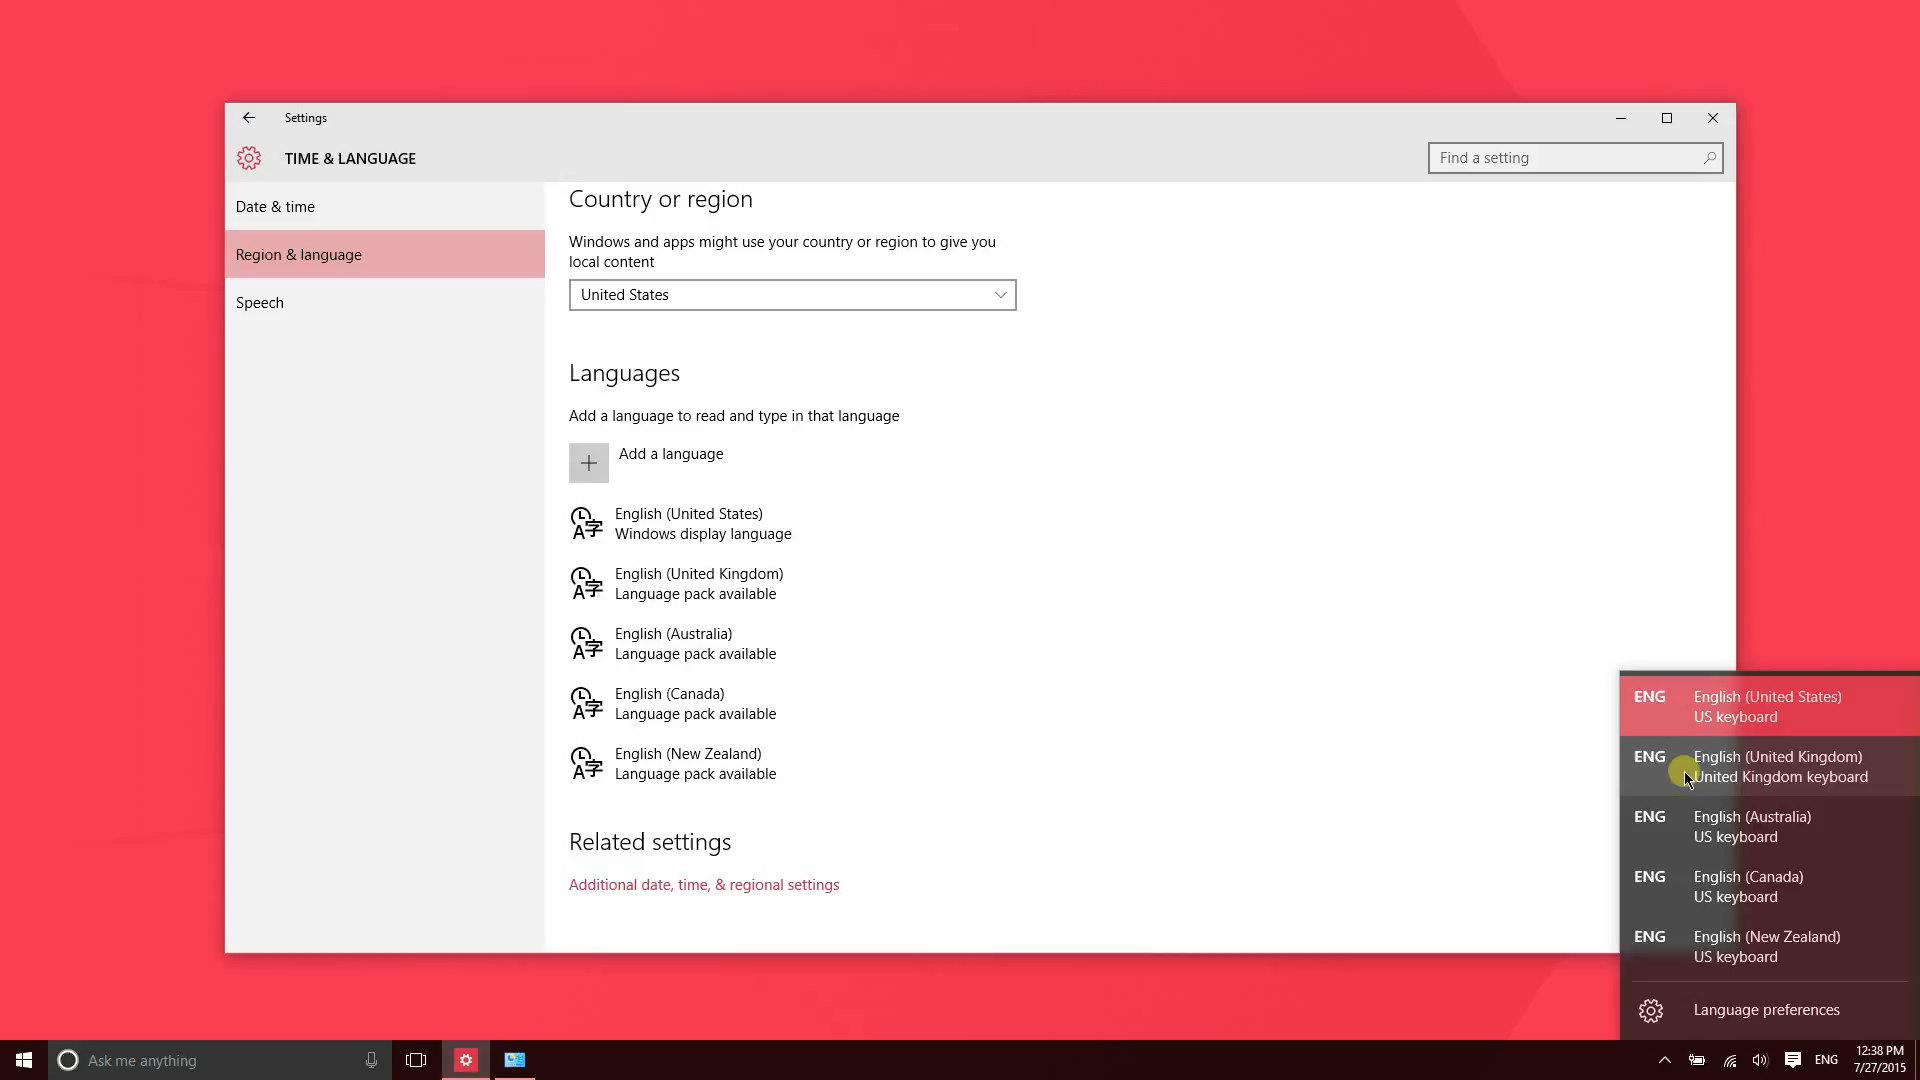 Settings
TIME & LANGUAGE
Find a setting
Date & time
Region & language
Speech
Country or region
Windows and apps might use your country or region to give you
local content
United States
Languages
Add a language to read and type in that language
Add a language
English (United States)
Windows display language
English (United Kingdom)
Language pack available
English (Australia)
Language pack available
English (Canada)
Language pack available
English (New Zealand)
Language pack available
Related settings
Additional date, time, & regional settings
ENG English (United States)
US keyboard
ENG English (United Kingdom)
United Kingdom keyboard
ENG English (Australia)
US keyboard
ENG English (Canada)
US keyboard
ENG English (New Zealand)
US keyboard
Language preferences
Ask me anything
ENG
12:38 PM
7/27/2015